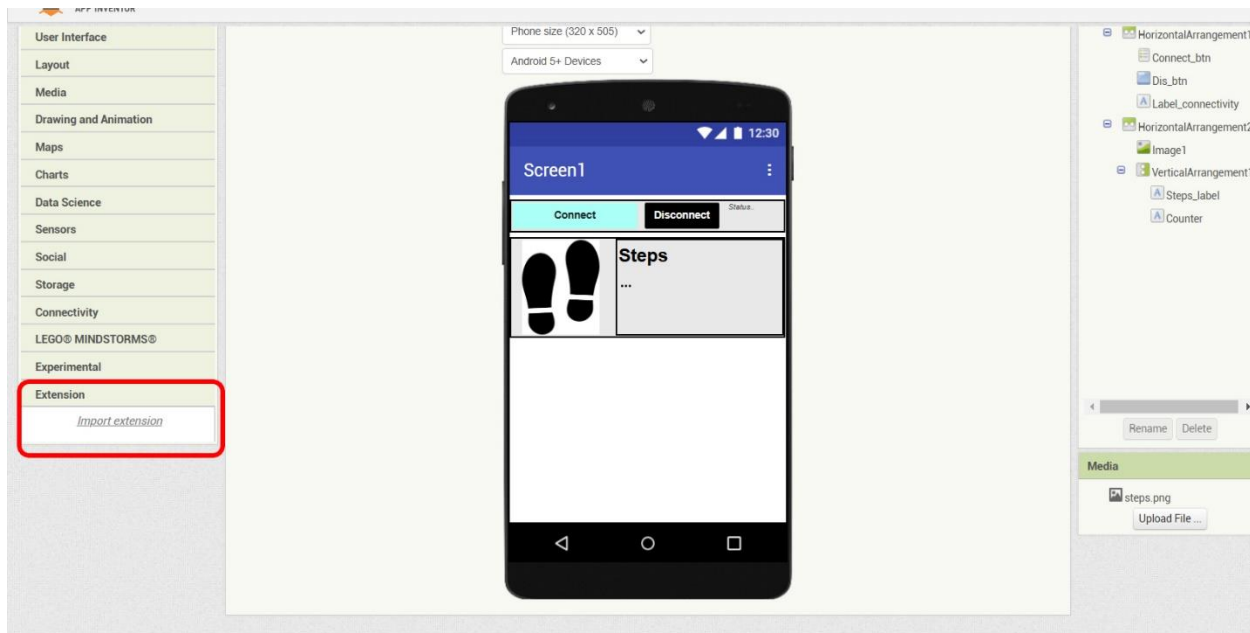 APP INVENTOR
User Interface
Layout
Media
Drawing and Animation
Maps
Charts
Data Science
Sensors
Social
Storage
Connectivity
LEGO® MINDSTORMS®
Experimental
Extension
Import extension
Phone size (320 x 505)
Android 5+ Devices
12:30
Screen1
Connect
Disconnect
Status..
Steps
...
HorizontalArrangement1
Connect_btn
Dis_btn
Label_connectivity
HorizontalArrangement2
Image1
VerticalArrangement1
Steps_label
Counter
Rename
Delete
Media
steps.png
Upload File ...